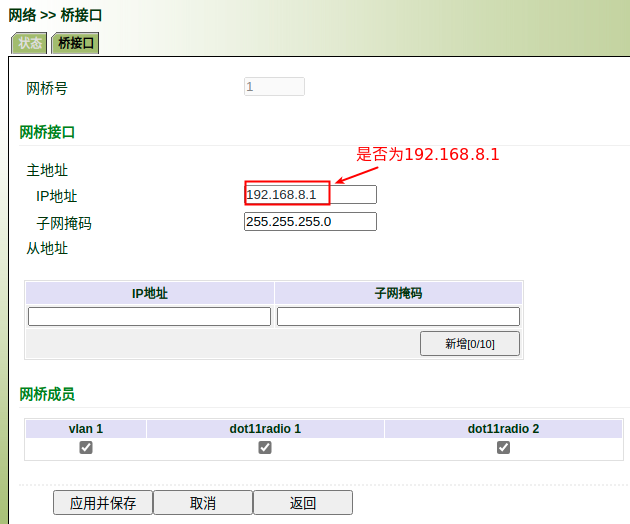 网络 >> 桥接口
状态 桥接口
网桥号 1
网桥接口
是否为192.168.8.1
主地址
IP地址 192.168.8.1
子网掩码 255.255.255.0
从地址
IP地址 子网掩码
新增[0/10]
网桥成员
vlan 1 dot11radio 1 dot11radio 2
应用并保存 取消 返回